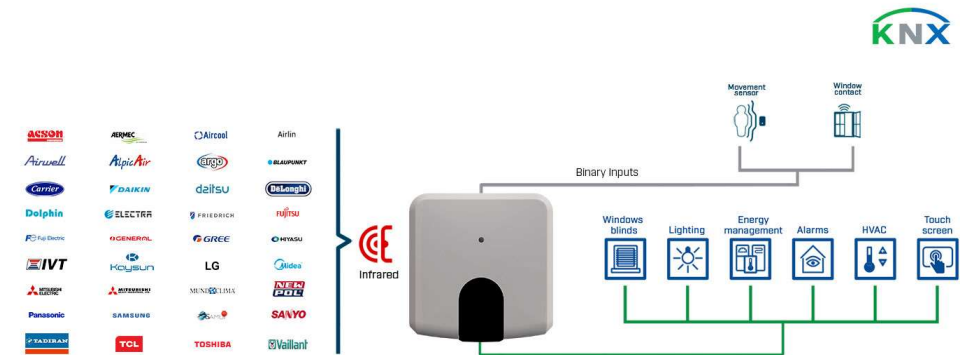 KNX
Movement
sensor
Window
contact
Binary Inputs
ACSON
AERMEC
Aircool
Airlin
Airwell
AlpicAir
argo
BLAUPUNKT
Carrier
DAIKIN
daitsu
DeLonghi
Dolphin
ELECTRA
FRIEDRICH
FUJITSU
Fuji Electric
GENERAL
GREE
HIYASU
IVT
Kaysun
LG
Midea
MITSUBISHI
ELECTRIC
MITSUBISHI
MUNDOCLIMA
NEW
POL
Panasonic
SAMSUNG
SANYO
TADIRAN
TCL
TOSHIBA
Vaillant
Infrared
Windows
blinds
Lighting
Energy
management
Alarms
HVAC
Touch
screen